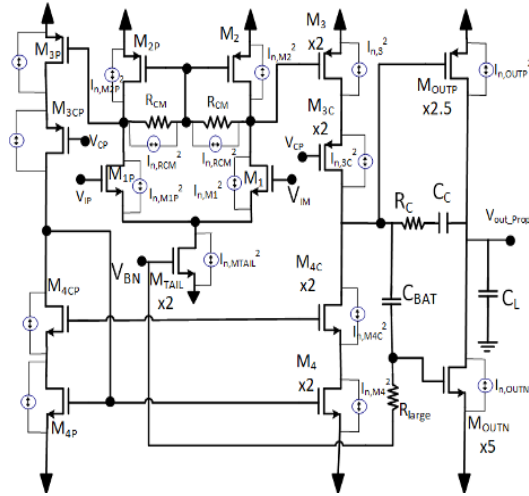 M3P
M2P
M2
M3
x2
In,M2P²
In,M2²
In,3²
MOUTP
x2.5
In,OUTP²
RCM
RCM
M3CP
VCP
In,RCM²
In,RCM²
M3C
x2
VCP
In,3C²
M1P
In,M1P²
In,M1²
M1
VIP
VIM
RC
CC
Vout_Prop
VBN
MTAIL
x2
In,MTAIL²
CBAT
CL
M4CP
M4C
x2
In,M4C²
M4
x2
In,M4²
Rlarge²
In,OUTN²
M4P
MOUTN
x5